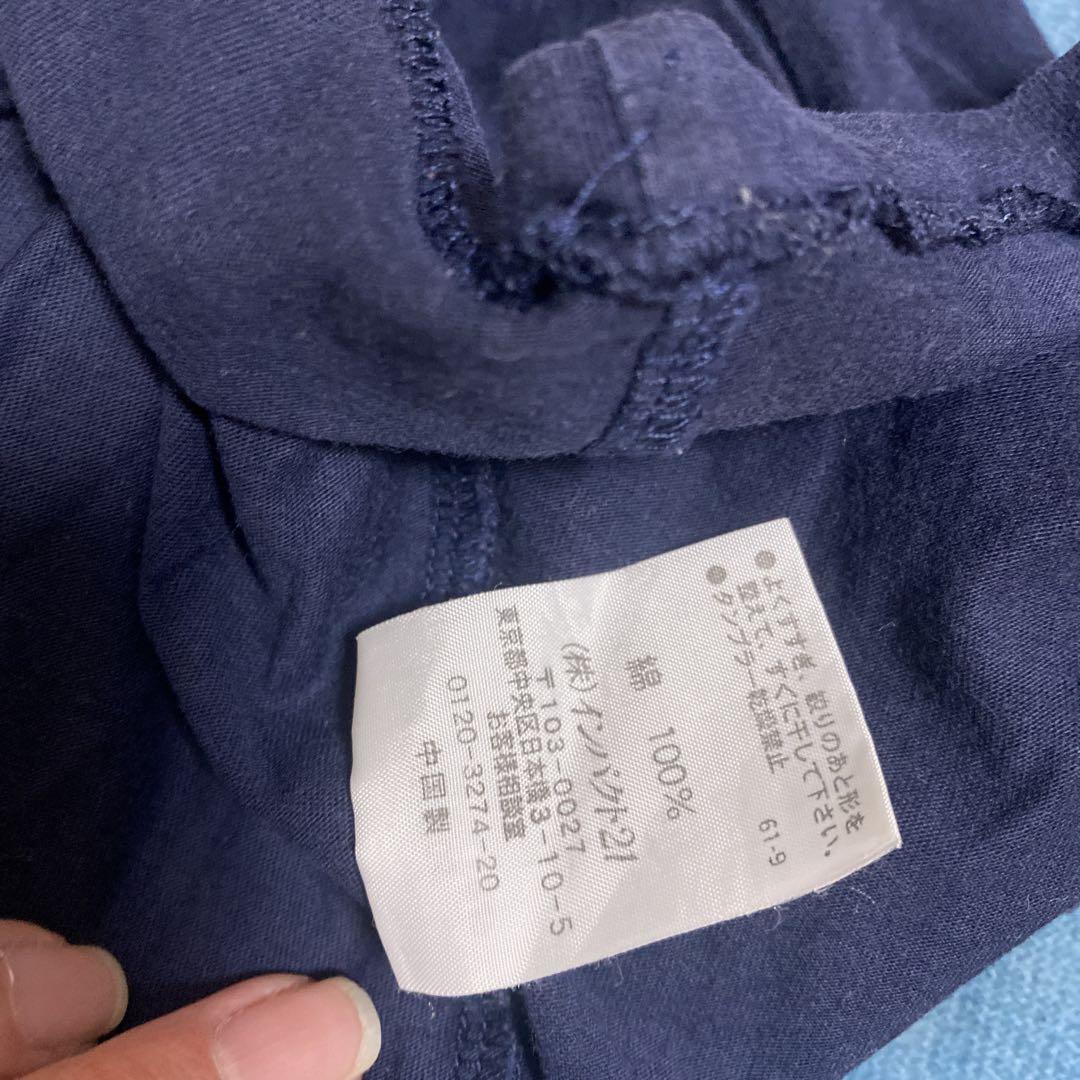 ●よくすすぎ、絞りのあと形を
整えて、すぐに干して下さい。
●タンブラー乾燥禁止
61-9
綿 100%
(株)インパクト21
〒103-0027
東京都中央区日本橋3-10-5
お客様相談室
0120-3274-20
中国製